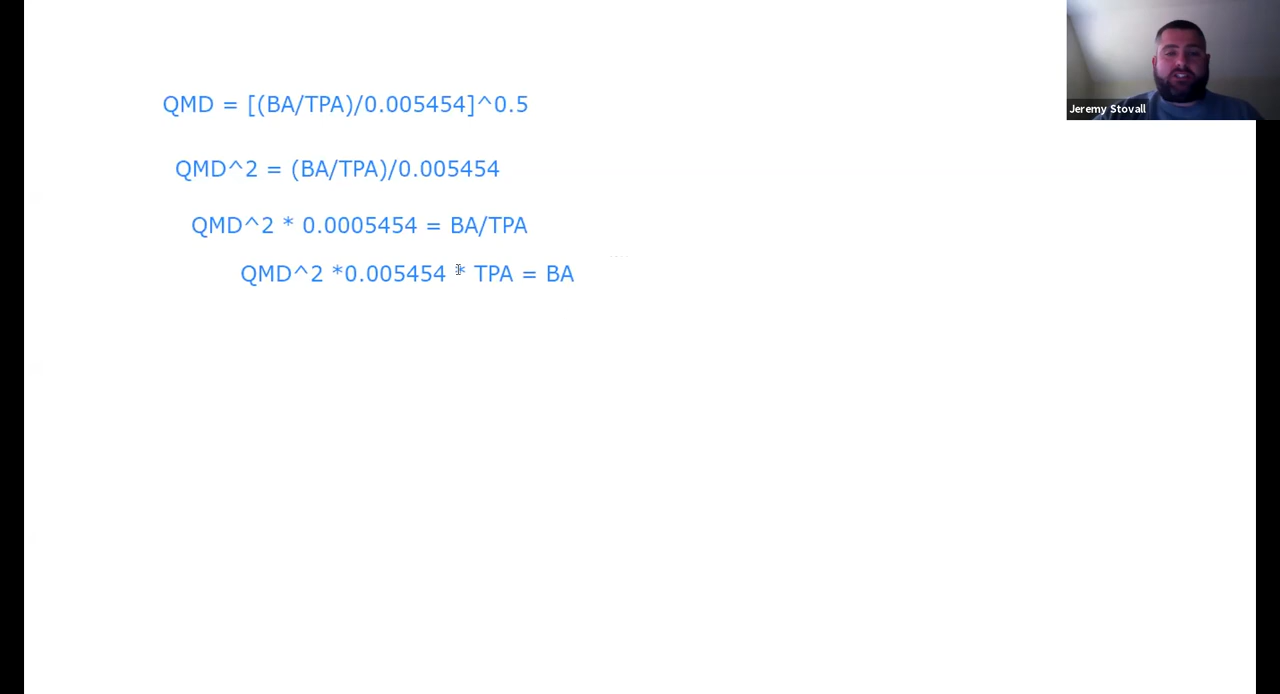 Jeremy Stovall
QMD = [(BA/TPA)/0.005454]^0.5
QMD^2 = (BA/TPA)/0.005454
QMD^2 * 0.0005454 = BA/TPA
QMD^2 *0.005454 * TPA = BA